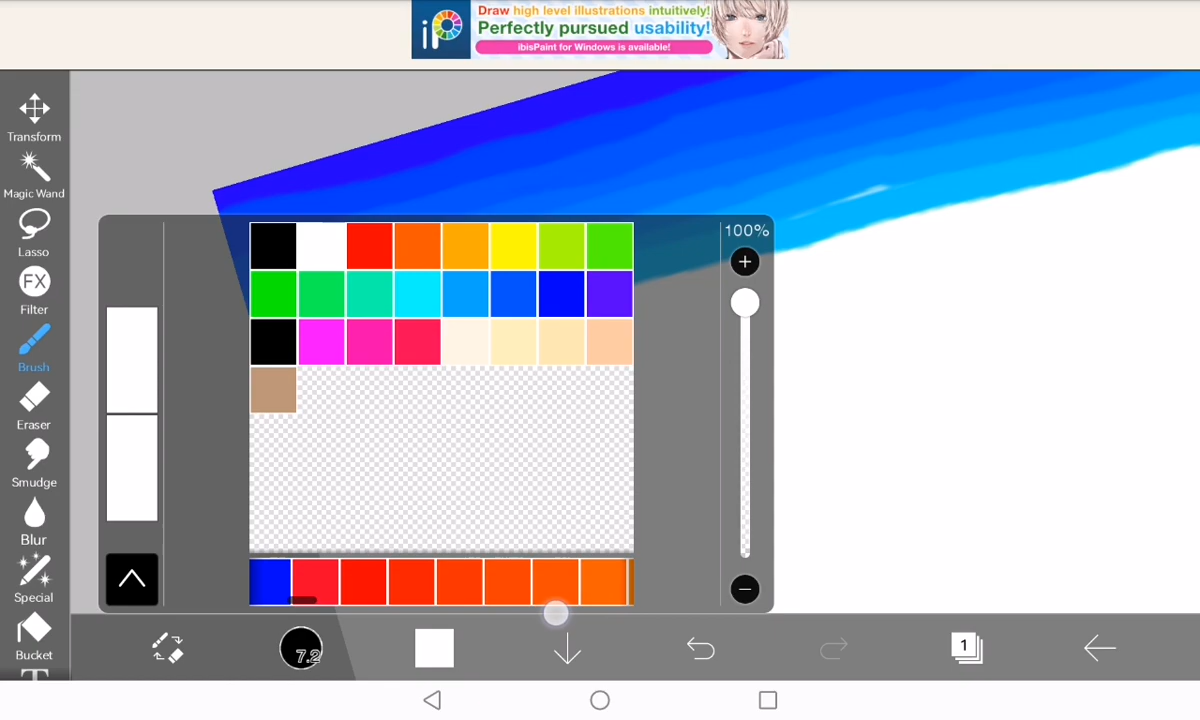 iP
Draw high level illustrations intuitively!
Perfectly pursued usability!
ibisPaint for Windows is available!
Transform
Magic Wand
Lasso
FX
Filter
Brush
Eraser
Smudge
Blur
Special
Bucket
T
100%
7.2
1